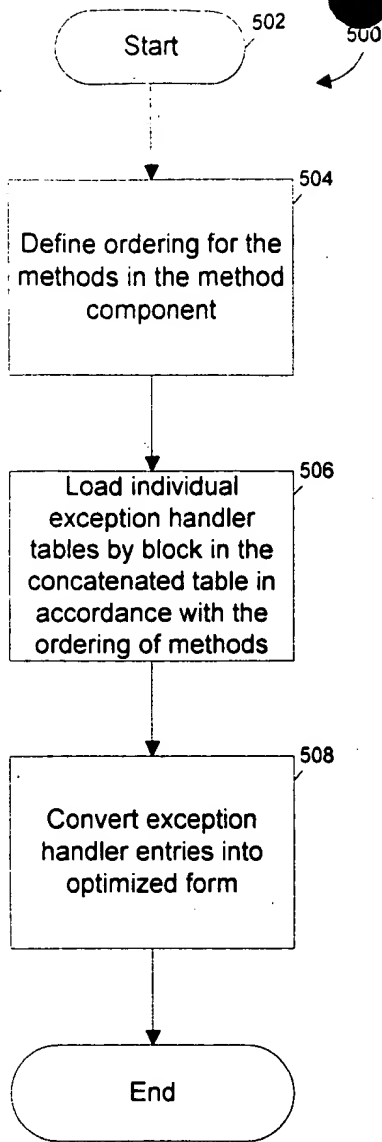 502
500
Start
504
Define ordering for the
methods in the method
component
506
Load individual
exception handler
tables by block in the
concatenated table in
accordance with the
ordering of methods
508
Convert exception
handler entries into
optimized form
End